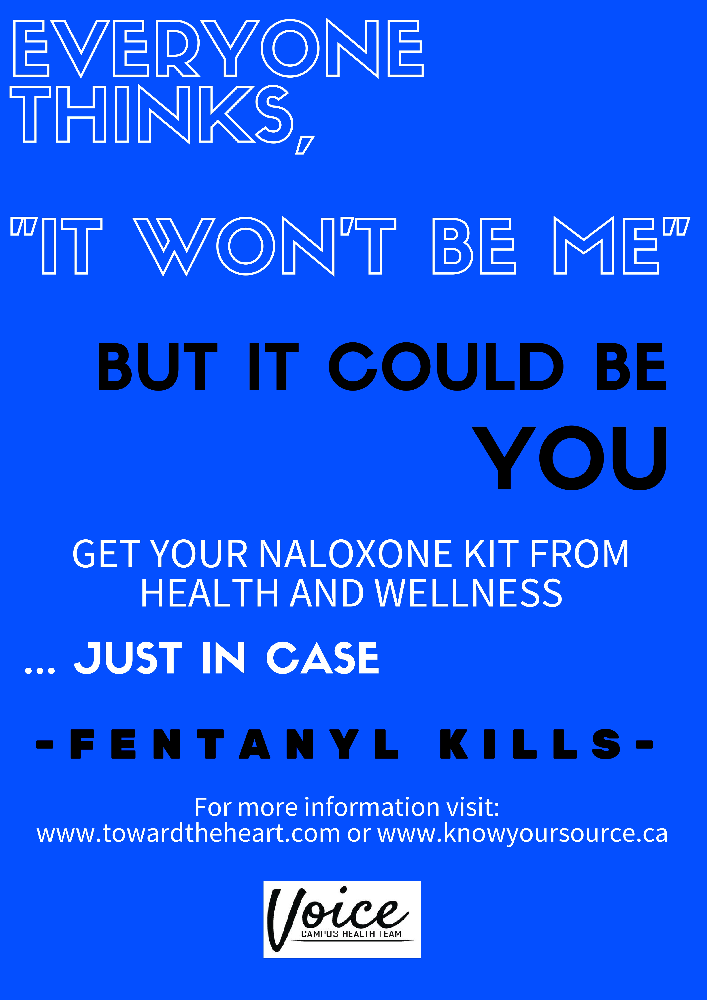 EVERYONE
THINKS,
"IT WON'T BE ME"
BUT IT COULD BE
YOU
GET YOUR NALOXONE KIT FROM
HEALTH AND WELLNESS
... JUST IN CASE
-FENTANYL KILLS-
For more information visit:
www.towardtheheart.com or www.knowyoursource.ca
Voice
CAMPUS HEALTH TEAM